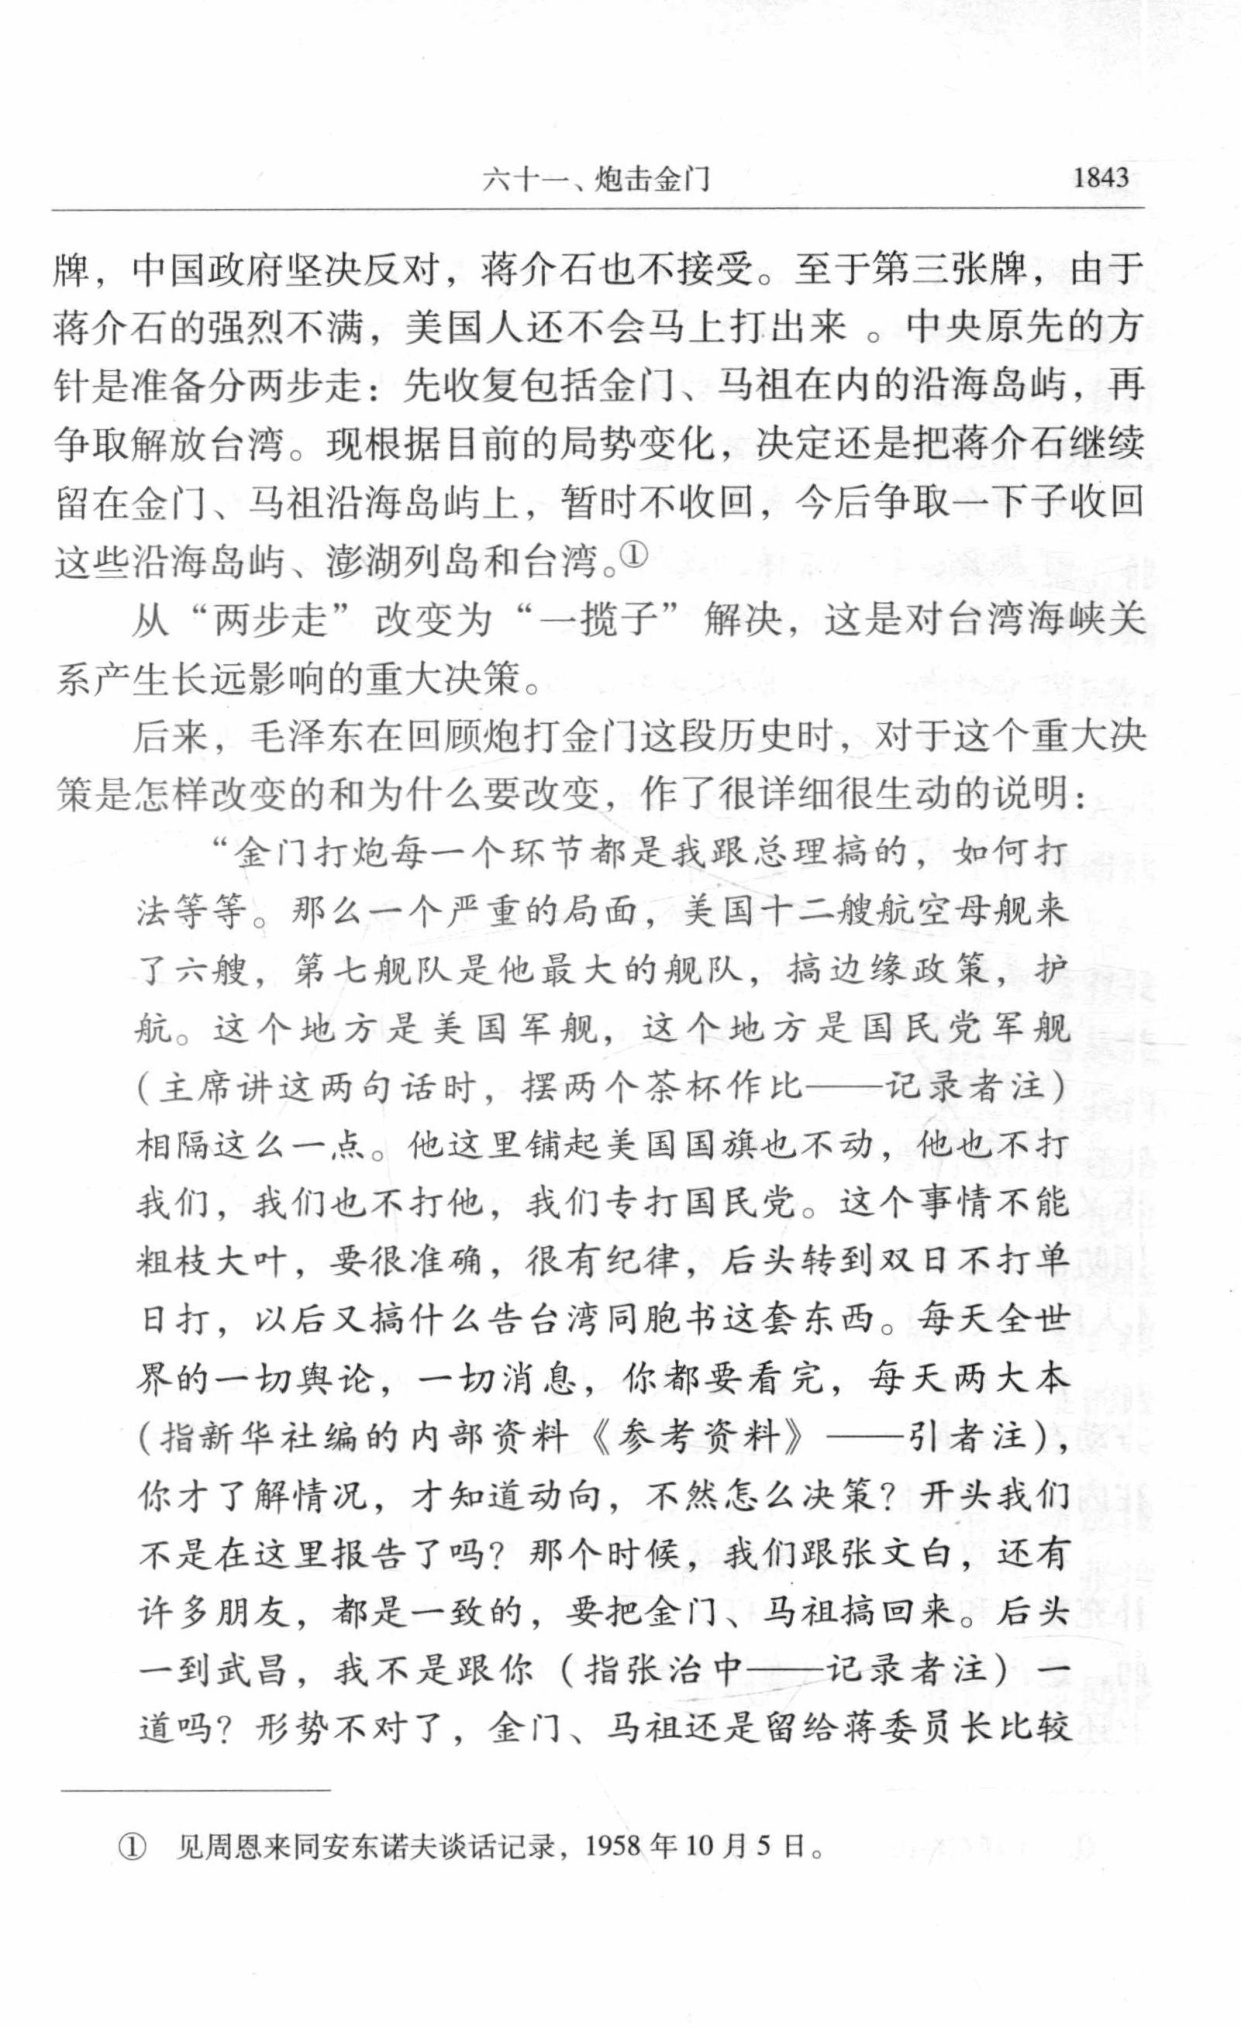 六十一、炮击金门 1843
牌，中国政府坚决反对，蒋介石也不接受。至于第三张牌，由于
蒋介石的强烈不满，美国人还不会马上打出来 。中央原先的方
针是准备分两步走：先收复包括金门、马祖在内的沿海岛屿，再
争取解放台湾。现根据目前的局势变化，决定还是把蒋介石继续
留在金门、马祖沿海岛屿上，暂时不收回，今后争取一下子收回
这些沿海岛屿、澎湖列岛和台湾。①
从“两步走”改变为“一揽子”解决，这是对台湾海峡关
系产生长远影响的重大决策。
后来，毛泽东在回顾炮打金门这段历史时，对于这个重大决
策是怎样改变的和为什么要改变，作了很详细很生动的说明：
“金门打炮每一个环节都是我跟总理搞的，如何打
法等等。那么一个严重的局面，美国十二艘航空母舰来
了六艘，第七舰队是他最大的舰队，搞边缘政策，护
航。这个地方是美国军舰，这个地方是国民党军舰
（主席讲这两句话时，摆两个茶杯作比——记录者注）
相隔这么一点。他这里铺起美国国旗也不动，他也不打
我们，我们也不打他，我们专打国民党。这个事情不能
粗枝大叶，要很准确，很有纪律，后头转到双日不打单
日打，以后又搞什么告台湾同胞书这套东西。每天全世
界的一切舆论，一切消息，你都要看完，每天两大本
（指新华社编的内部资料《参考资料》——引者注），
你才了解情况，才知道动向，不然怎么决策？开头我们
不是在这里报告了吗？那个时候，我们跟张文白，还有
许多朋友，都是一致的，要把金门、马祖搞回来。后头
一到武昌，我不是跟你（指张治中——记录者注）一
道吗？形势不对了，金门、马祖还是留给蒋委员长比较
① 见周恩来同安东诺夫谈话记录，1958 年 10 月 5 日。